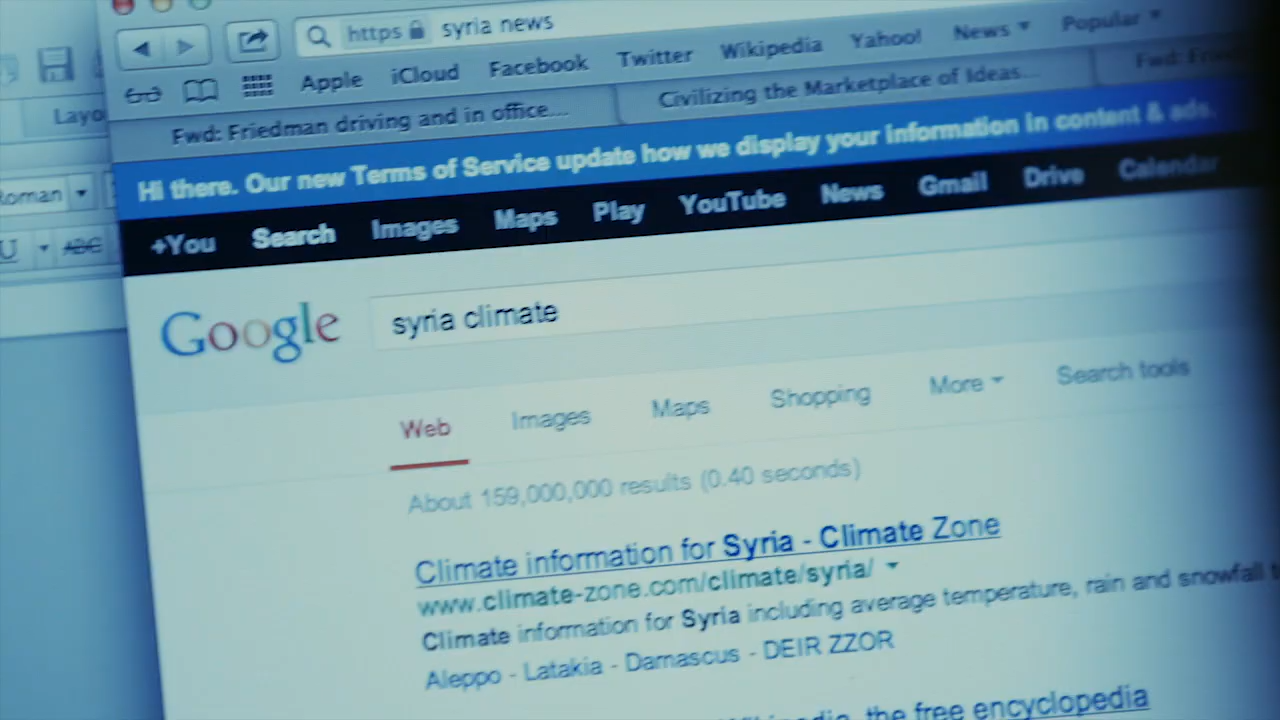 https syria news
Apple iCloud Facebook Twitter Wikipedia Yahoo! News Popular
Fwd: Friedman driving and in office... Civilizing the Marketplace of Ideas... Fwd:
Layo
Hi there. Our new Terms of Service update how we display your information in content & ads.
Roman
+You Search Images Maps Play YouTube News Gmail Drive Calendar
U ABC
Google syria climate
Web Images Maps Shopping More Search tools
About 159,000,000 results (0.40 seconds)
Climate information for Syria - Climate Zone
www.climate-zone.com/climate/syria/
Climate information for Syria including average temperature, rain and snowfall t
Aleppo - Latakia - Damascus - DEIR ZZOR
Wikipedia, the free encyclopedia